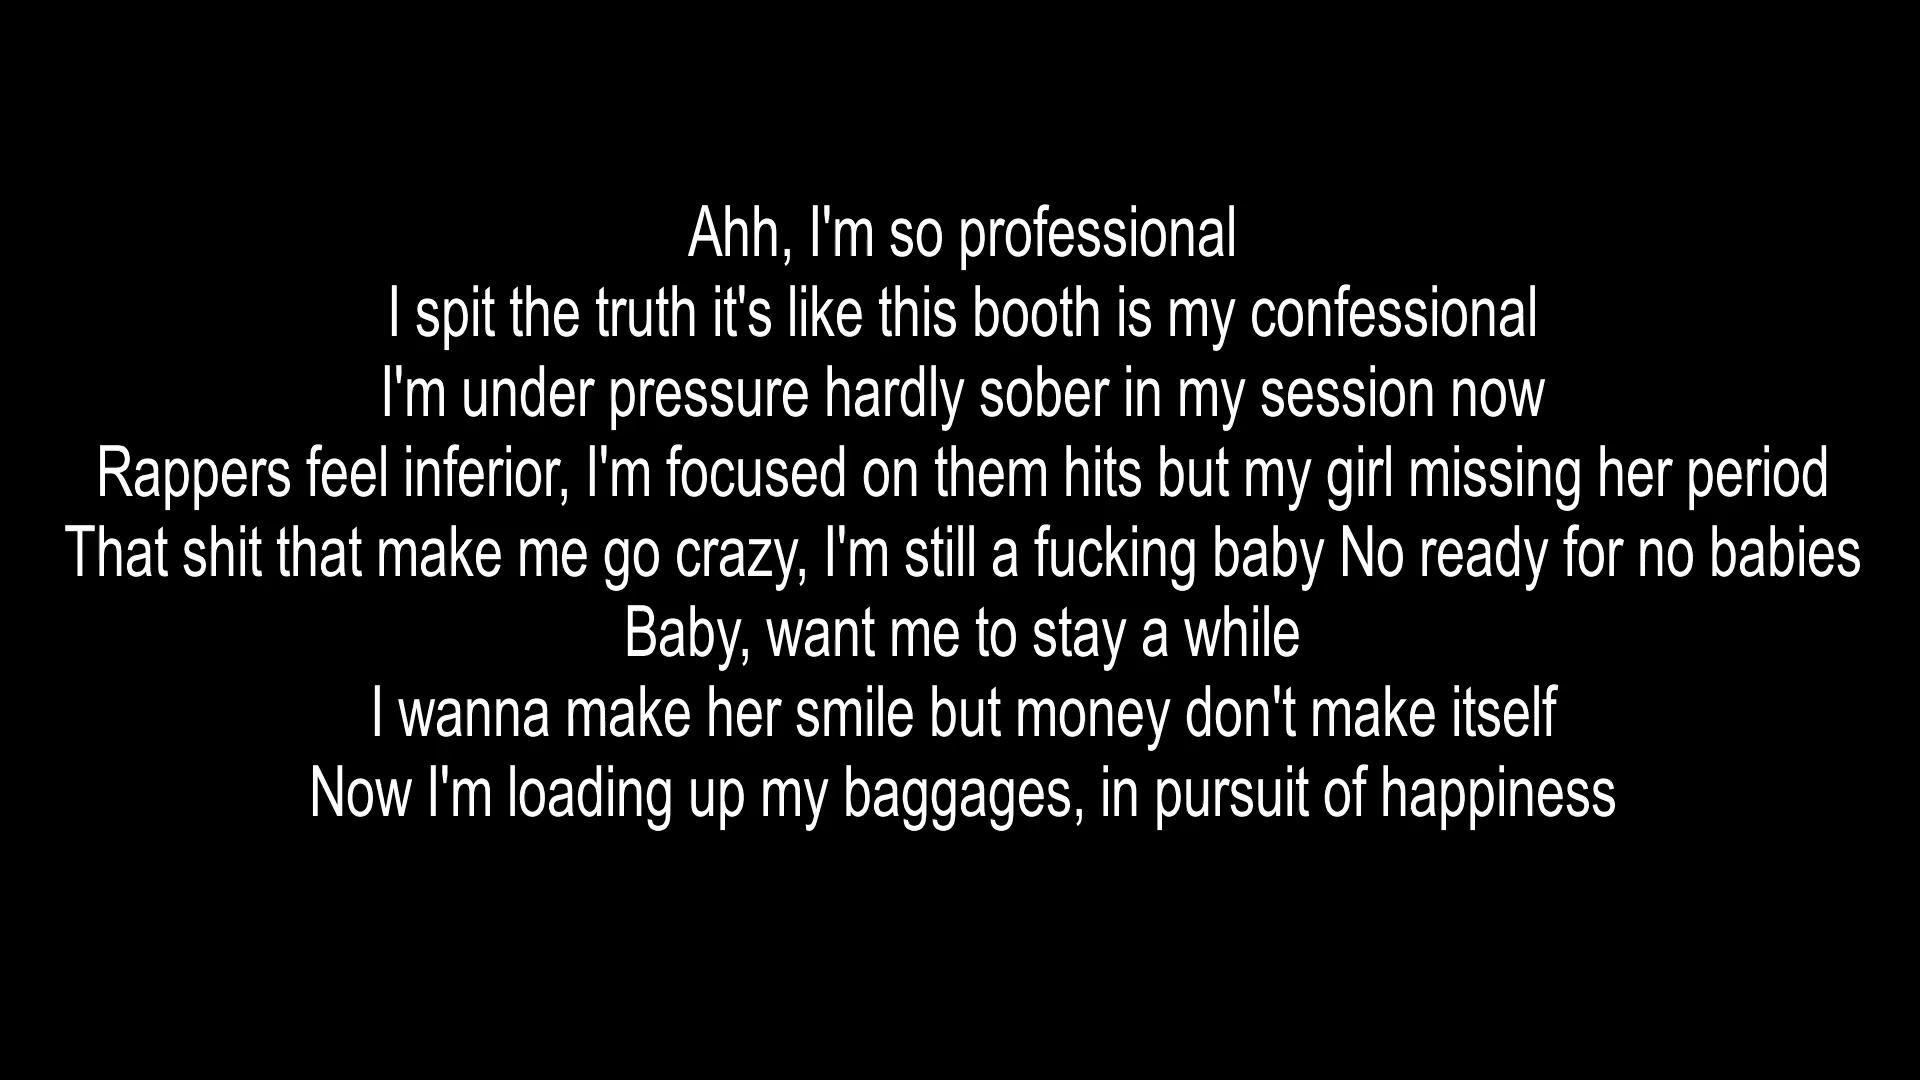 Ahh, I'm so professional
I spit the truth it's like this booth is my confessional
I'm under pressure hardly sober in my session now
Rappers feel inferior, I'm focused on them hits but my girl missing her period
That shit that make me go crazy, I'm still a fucking baby No ready for no babies
Baby, want me to stay a while
I wanna make her smile but money don't make itself
Now I'm loading up my baggages, in pursuit of happiness